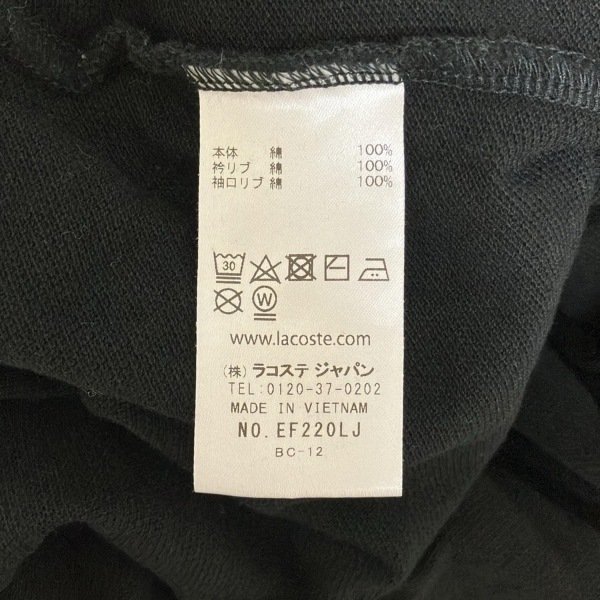 本体 綿 100%
衿リブ 綿 100%
袖口リブ 綿 100%
30
W
www.lacoste.com
(株) ラコステ ジャパン
TEL:0120-37-0202
MADE IN VIETNAM
NO. EF220LJ
BC-12